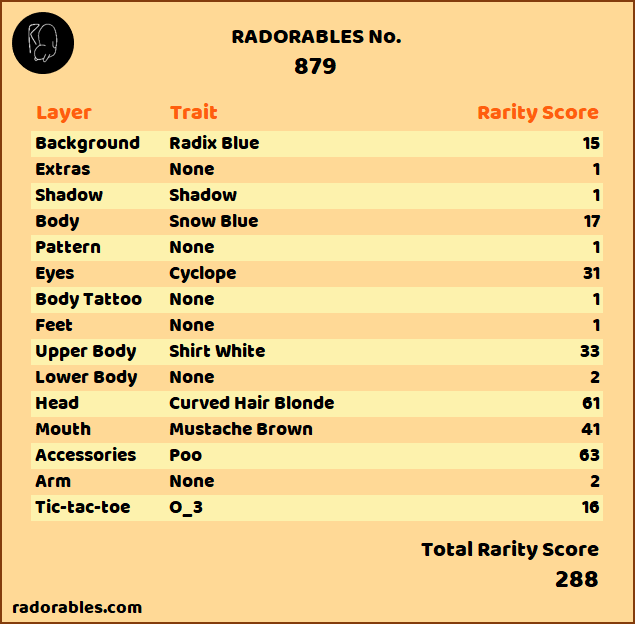 RADORABLES No.
879
Layer Trait Rarity Score
Background Radix Blue 15
Extras None 1
Shadow Shadow 1
Body Snow Blue 17
Pattern None 1
Eyes Cyclope 31
Body Tattoo None 1
Feet None 1
Upper Body Shirt White 33
Lower Body None 2
Head Curved Hair Blonde 61
Mouth Mustache Brown 41
Accessories Poo 63
Arm None 2
Tic-tac-toe O_3 16
Total Rarity Score
288
radorables.com